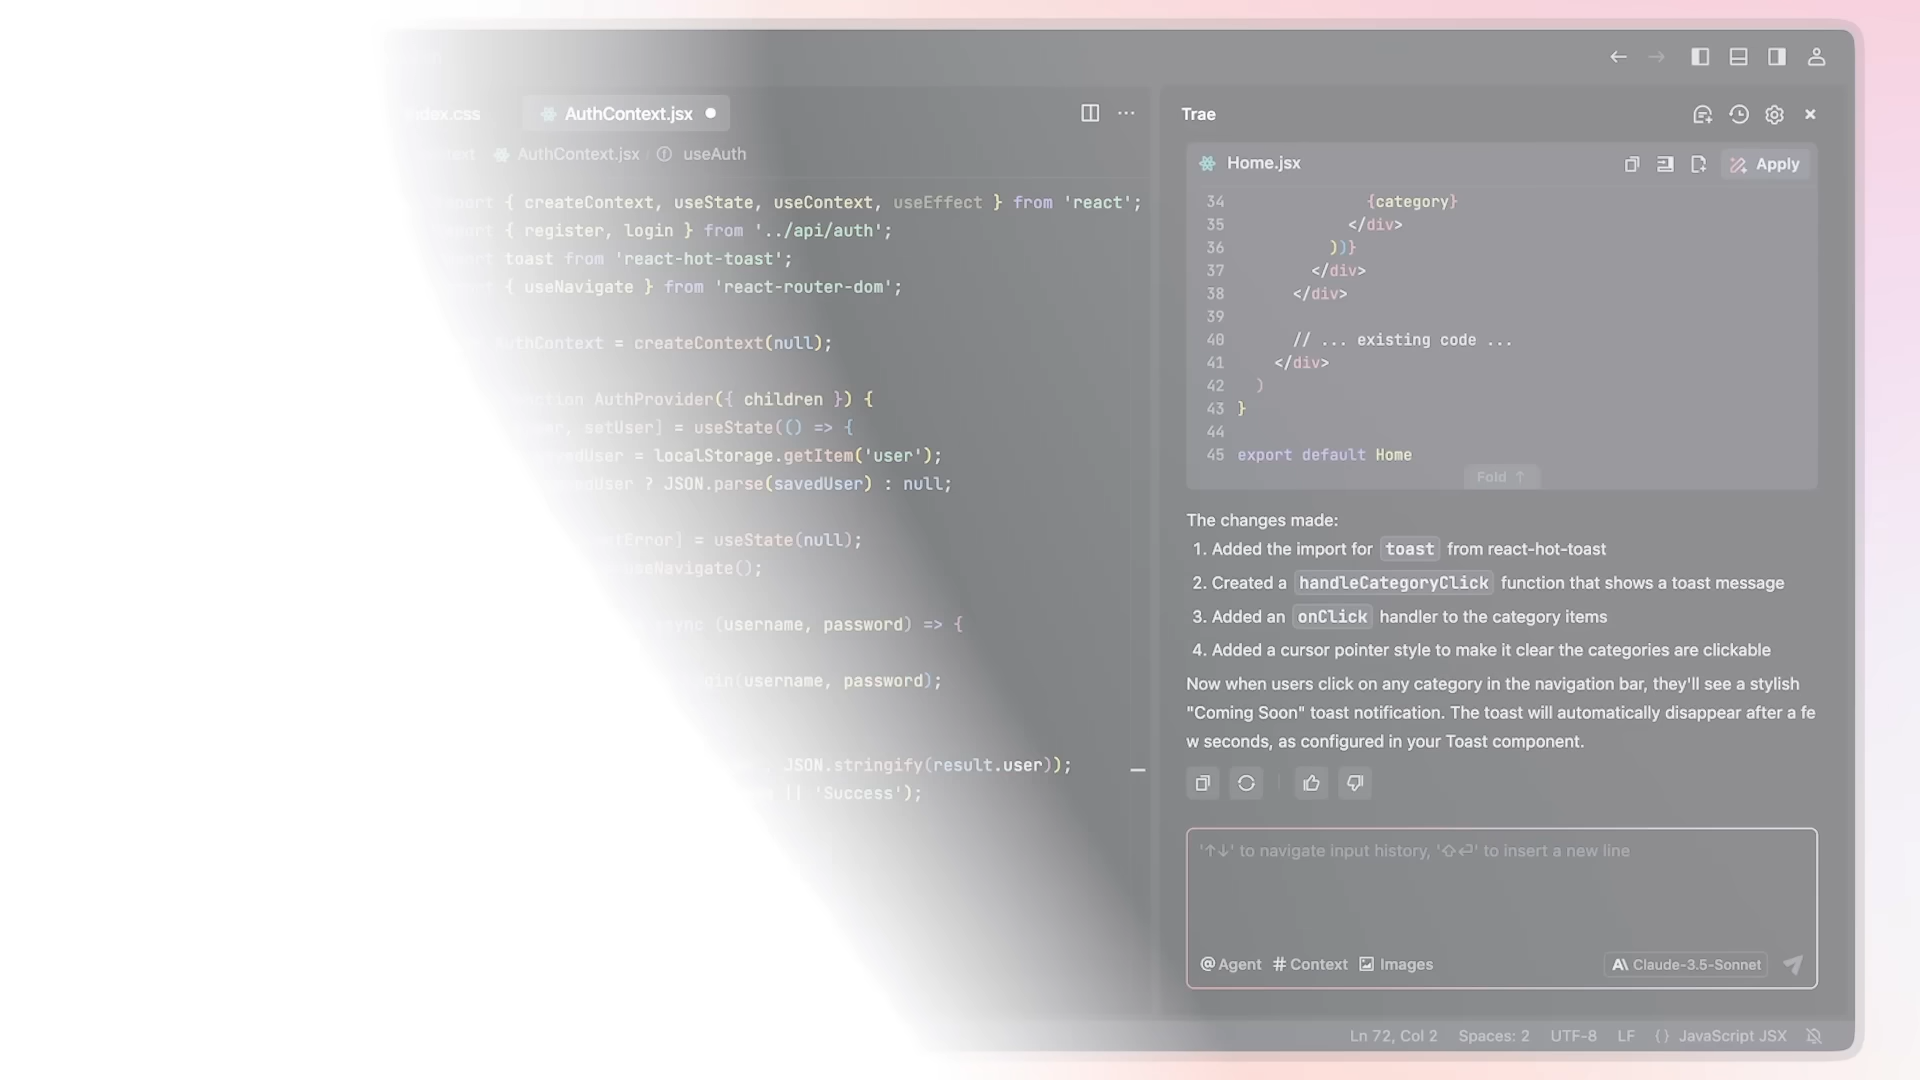 AuthContext.jsx
AuthContext.jsx useAuth
{ createContext, useState, useContext, useEffect } from 'react';
{ register, login } from '../api/auth';
toast from 'react-hot-toast';
{ useNavigate } from 'react-router-dom';
= createContext(null);
AuthProvider({ children }) {
setUser] = useState(() => {
= localStorage.getItem('user');
? JSON.parse(savedUser) : null;
= useState(null);
();
(username, password) => {
(username, password);
JSON.stringify(result.user));
|| 'Success');
Trae
Home.jsx Apply
34 {category}
35 </div>
36 ))}
37 </div>
38 </div>
39
40 // ... existing code ...
41 </div>
42 )
43 }
44
45 export default Home
Fold ↑
The changes made:
1. Added the import for toast from react-hot-toast
2. Created a handleCategoryClick function that shows a toast message
3. Added an onClick handler to the category items
4. Added a cursor pointer style to make it clear the categories are clickable
Now when users click on any category in the navigation bar, they'll see a stylish
"Coming Soon" toast notification. The toast will automatically disappear after a fe
w seconds, as configured in your Toast component.
'↑↓' to navigate input history, '⇧⏎' to insert a new line
@ Agent # Context Images Claude-3.5-Sonnet
Ln 72, Col 2 Spaces: 2 UTF-8 LF {} JavaScript JSX